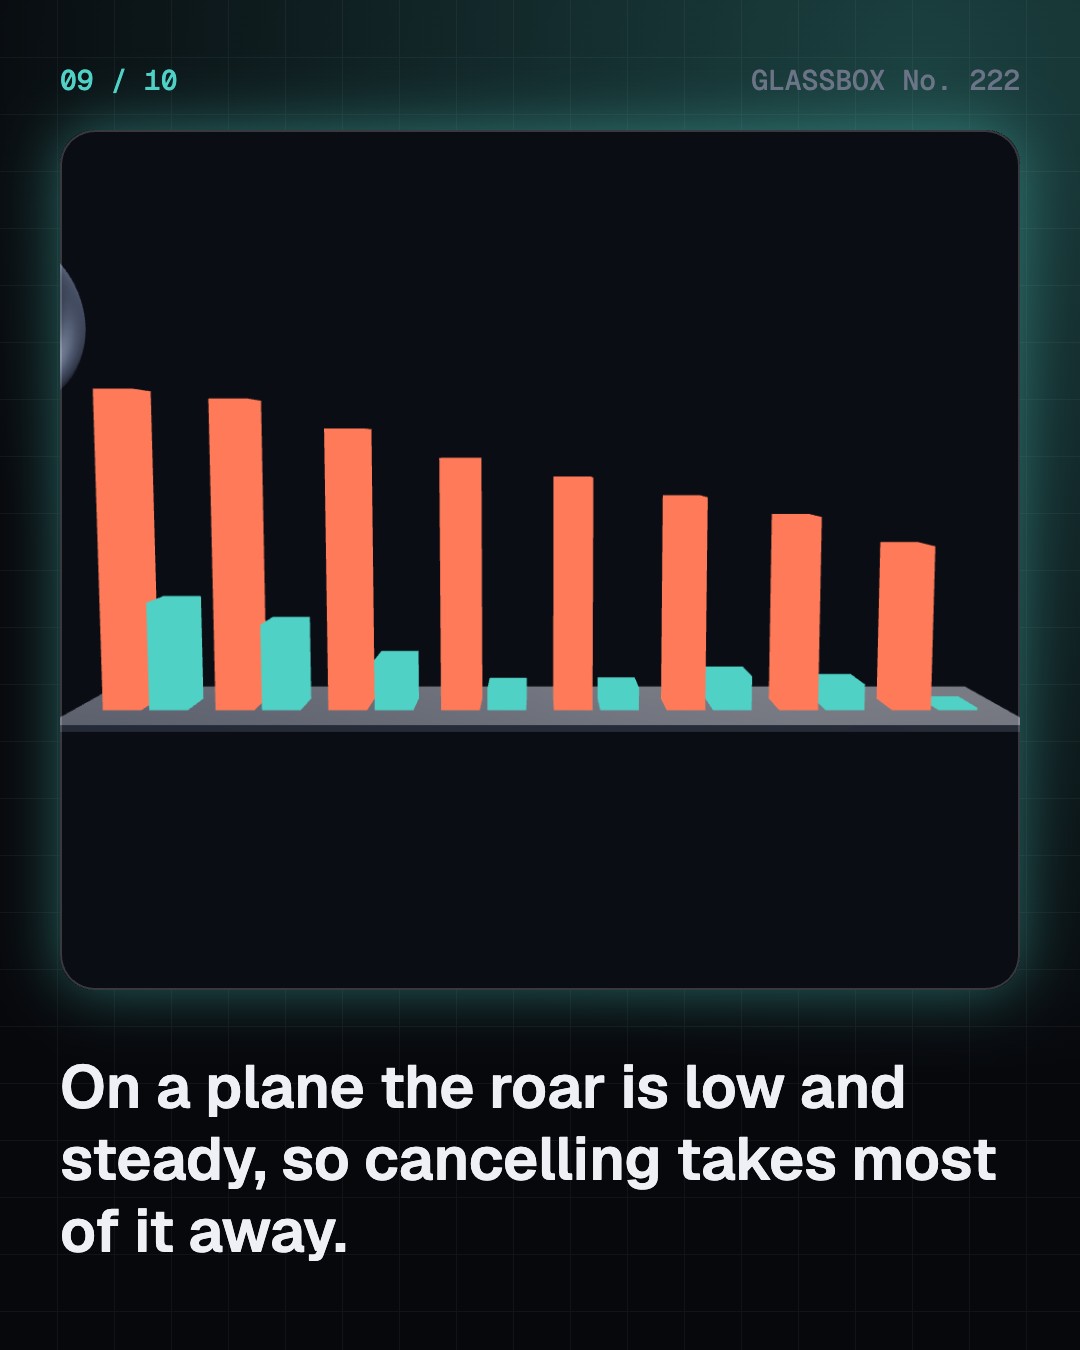 09 / 10
GLASSBOX No. 222
On a plane the roar is low and
steady, so cancelling takes most
of it away.